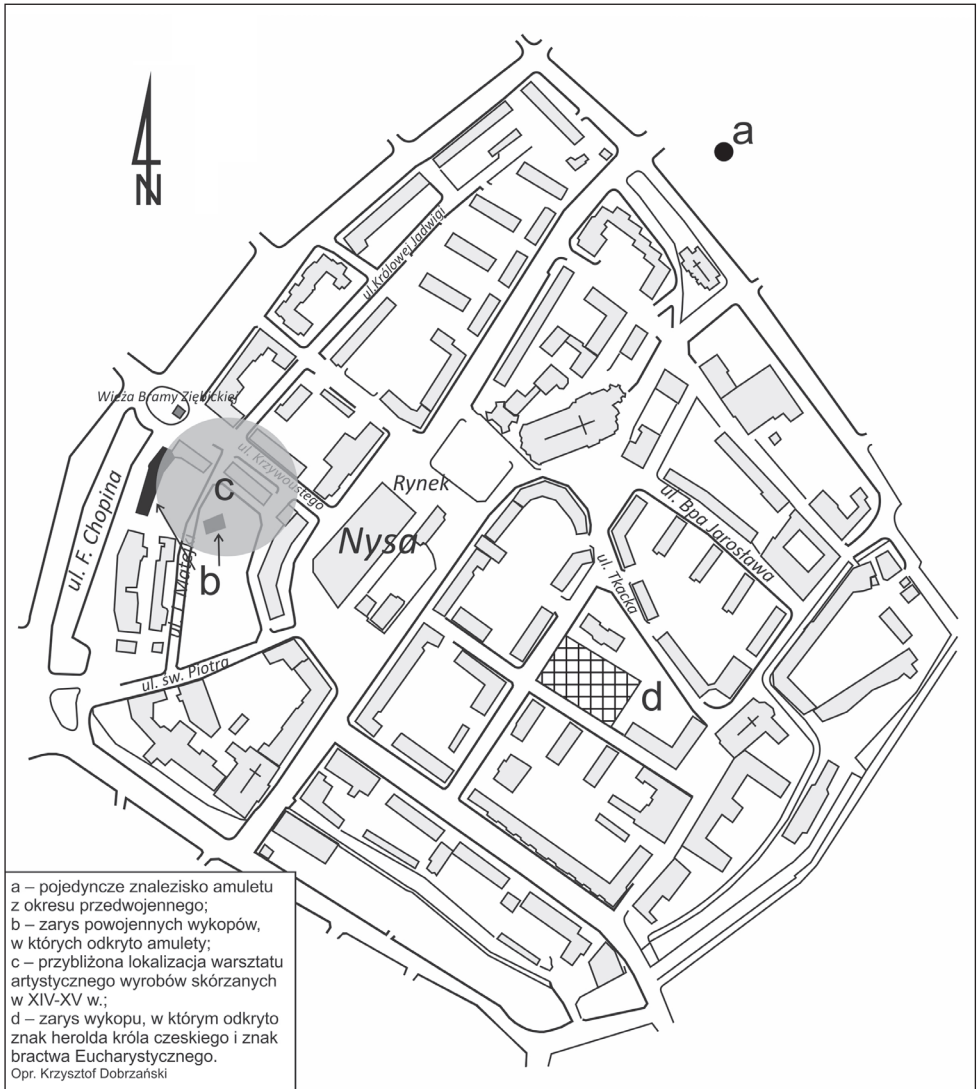 a
N
ul. Królowej Jadwigi
Wieża Bramy Ziębickiej
ul. Krzywoustego
c
Rynek
Nysa
ul. F. Chopina
ul. Bpa Jarosława
ul. J. Matejki
b
ul. Tkacka
ul. św. Piotra
d
a – pojedyncze znalezisko amuletu
z okresu przedwojennego;
b – zarys powojennych wykopów,
w których odkryto amulety;
c – przybliżona lokalizacja warsztatu
artystycznego wyrobów skórzanych
w XIV-XV w.;
d – zarys wykopu, w którym odkryto
znak herolda króla czeskiego i znak
bractwa Eucharystycznego.
Opr. Krzysztof Dobrzański